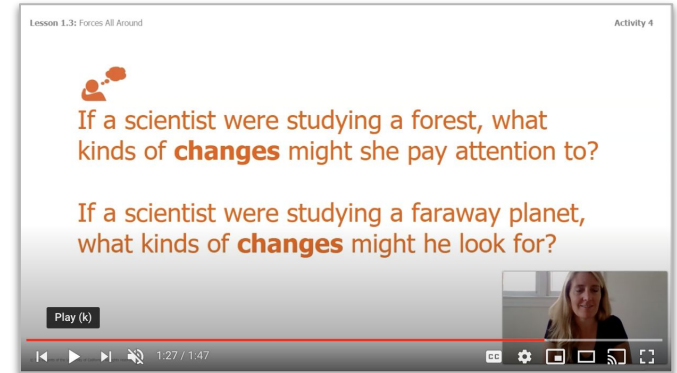 Lesson 1.3: Forces All Around
Activity 4
If a scientist were studying a forest, what
kinds of changes might she pay attention to?
If a scientist were studying a faraway planet,
what kinds of changes might he look for?
Play (k)
1:27 / 1:47
CC